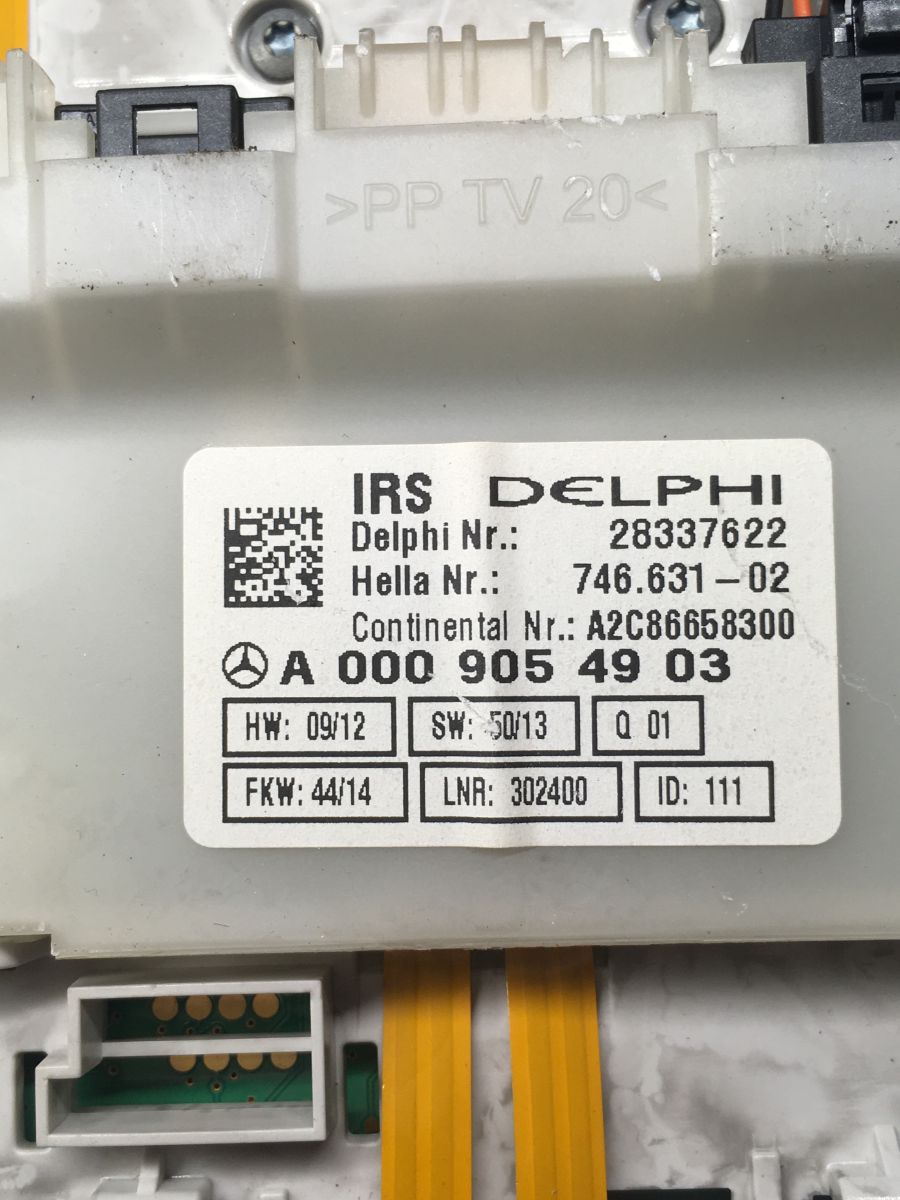 >PP TV 20<
IRS DELPHI
Delphi Nr.: 28337622
Hella Nr.: 746.631-02
Continental Nr.: A2C86658300
A 000 905 49 03
HW: 09/12 SW: 50/13 Q 01
FKW: 44/14 LNR: 302400 ID: 111